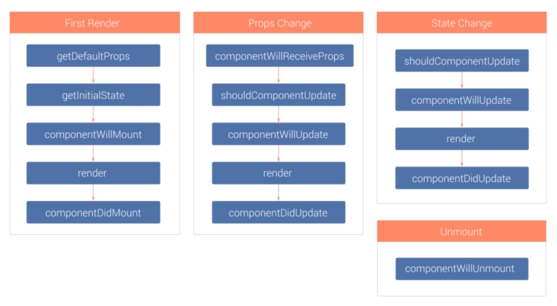 First Render
getDefaultProps
getInitialState
componentWillMount
render
componentDidMount
Props Change
componentWillReceiveProps
shouldComponentUpdate
componentWillUpdate
render
componentDidUpdate
State Change
shouldComponentUpdate
componentWillUpdate
render
componentDidUpdate
Unmount
componentWillUnmount